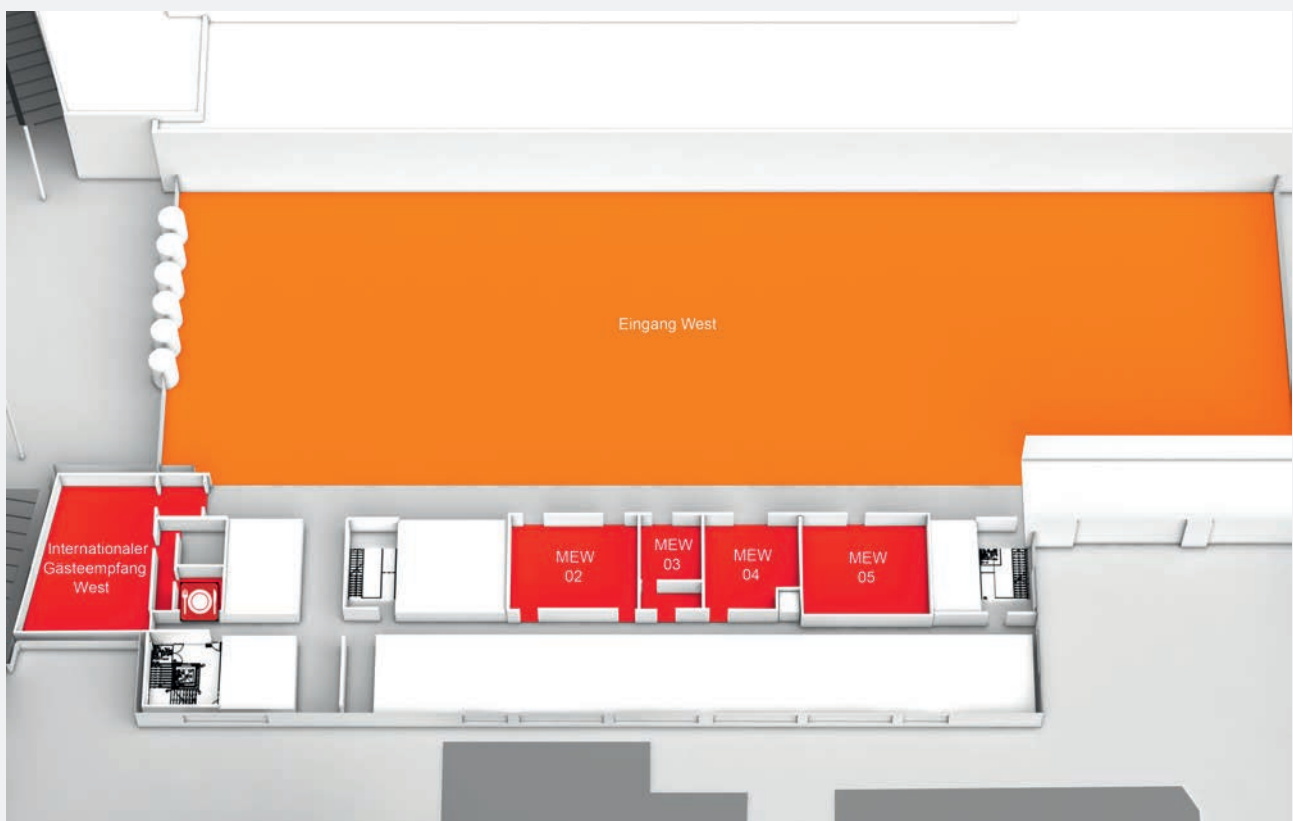 Eingang West
Internationaler
Gästeempfang
West
MEW
02
MEW
03
MEW
04
MEW
05